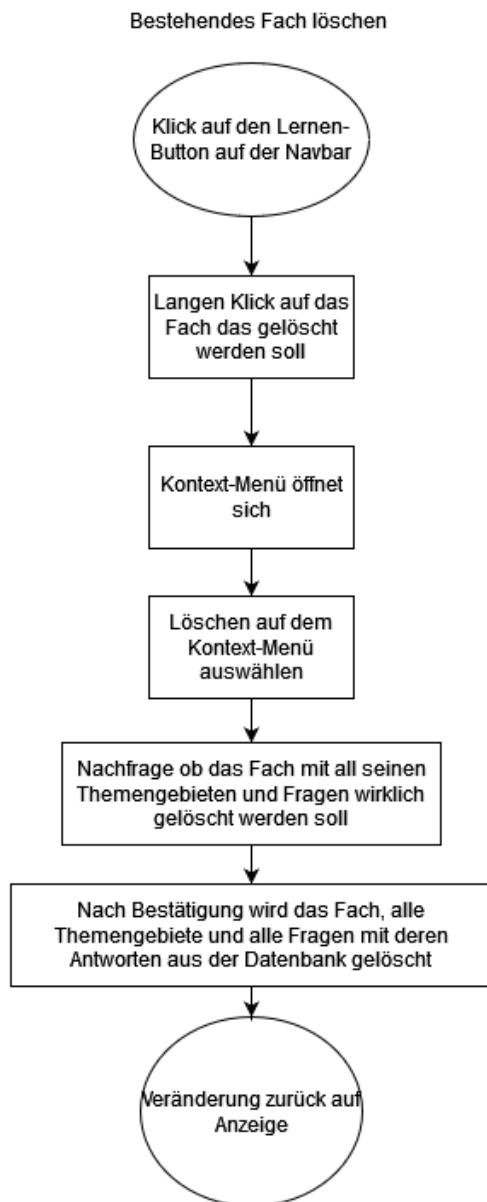 Bestehendes Fach löschen
Klick auf den Lernen-
Button auf der Navbar
Langen Klick auf das
Fach das gelöscht
werden soll
Kontext-Menü öffnet
sich
Löschen auf dem
Kontext-Menü
auswählen
Nachfrage ob das Fach mit all seinen
Themengebieten und Fragen wirklich
gelöscht werden soll
Nach Bestätigung wird das Fach, alle
Themengebiete und alle Fragen mit deren
Antworten aus der Datenbank gelöscht
Veränderung zurück auf
Anzeige